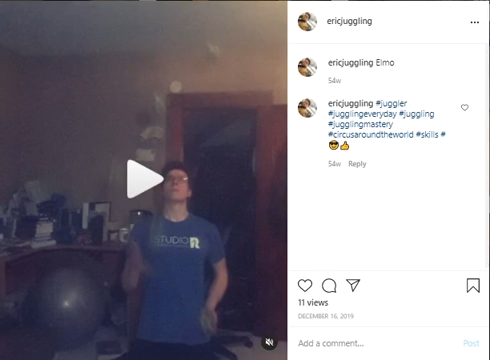 ericjuggling
ericjuggling Elmo
54w
ericjuggling #juggler
#jugglingeveryday #juggling
#jugglingmastery
#circusaroundtheworld #skills #
😎👍
54w Reply
STUDIO
11 views
DECEMBER 16, 2019
Add a comment... Post